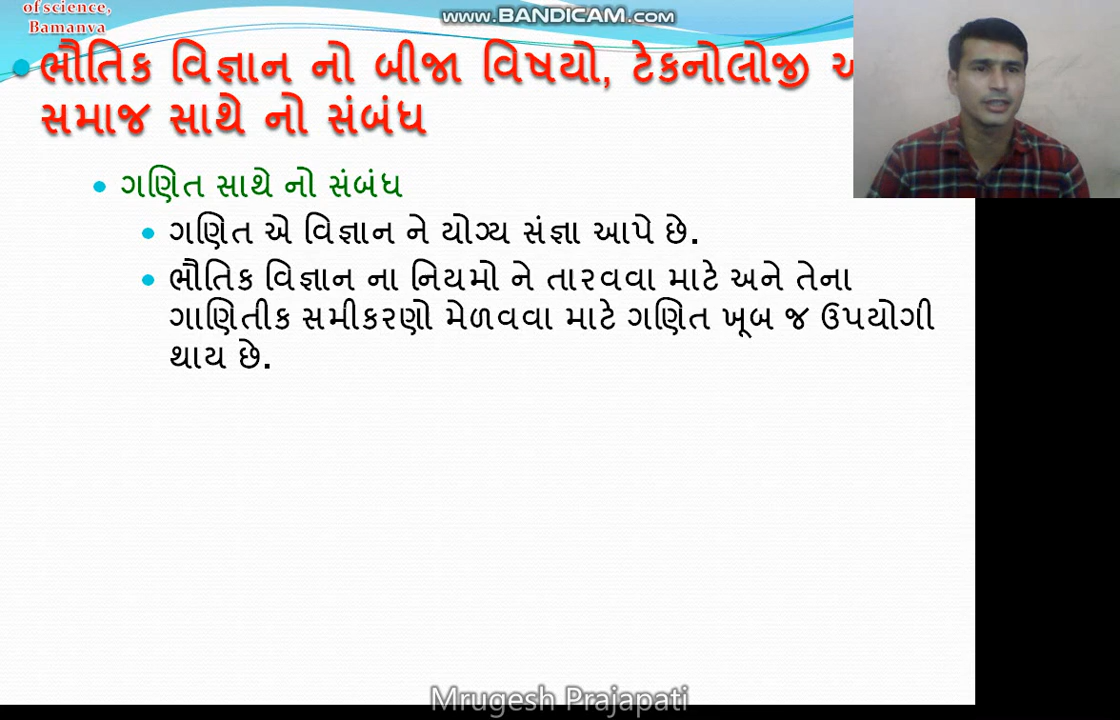 of science,
Bamanva
www.BANDICAM.com
ભૌતિક વિજ્ઞાન નો બીજા વિષયો, ટેકનોલોજી
સમાજ સાથે નો સંબંધ
ગણિત સાથે નો સંબંધ
ગણિત એ વિજ્ઞાન ને યોગ્ય સંજ્ઞા આપે છે.
ભૌતિક વિજ્ઞાન ના નિયમો ને તારવવા માટે અને તેના
ગાણિતીક સમીકરણો મેળવવા માટે ગણિત ખૂબ જ ઉપયોગી
થાય છે.
Mrugesh Prajapati